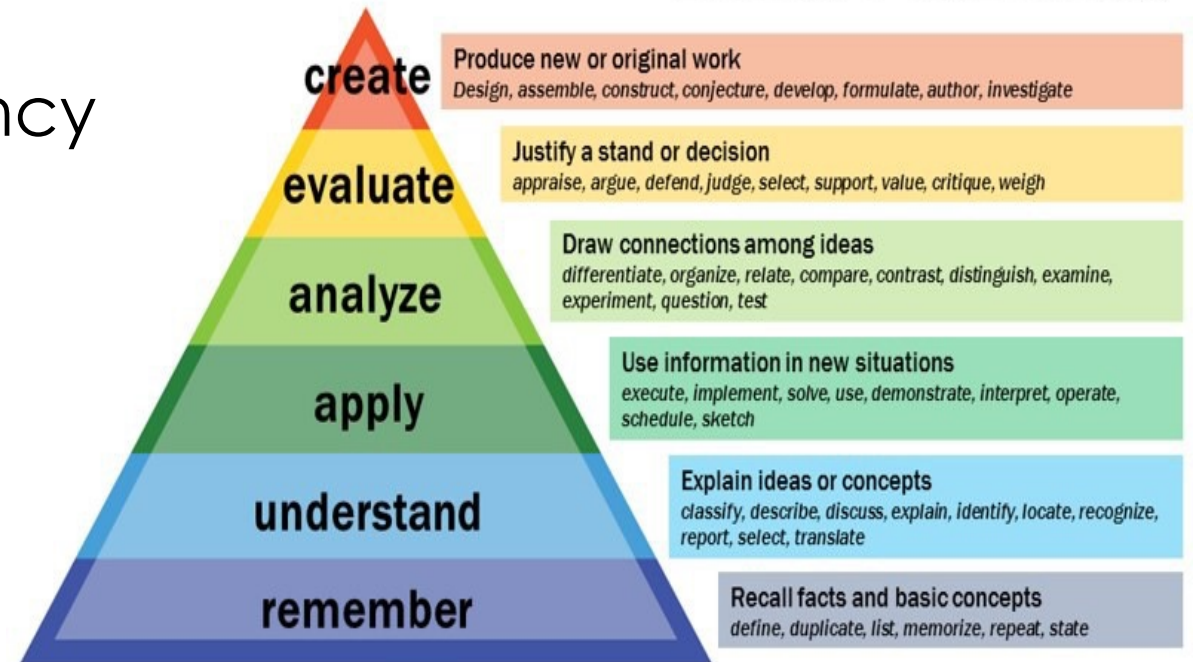 ncy
create
Produce new or original work
Design, assemble, construct, conjecture, develop, formulate, author, investigate
evaluate
Justify a stand or decision
appraise, argue, defend, judge, select, support, value, critique, weigh
analyze
Draw connections among ideas
differentiate, organize, relate, compare, contrast, distinguish, examine,
experiment, question, test
apply
Use information in new situations
execute, implement, solve, use, demonstrate, interpret, operate,
schedule, sketch
understand
Explain ideas or concepts
classify, describe, discuss, explain, identify, locate, recognize,
report, select, translate
remember
Recall facts and basic concepts
define, duplicate, list, memorize, repeat, state